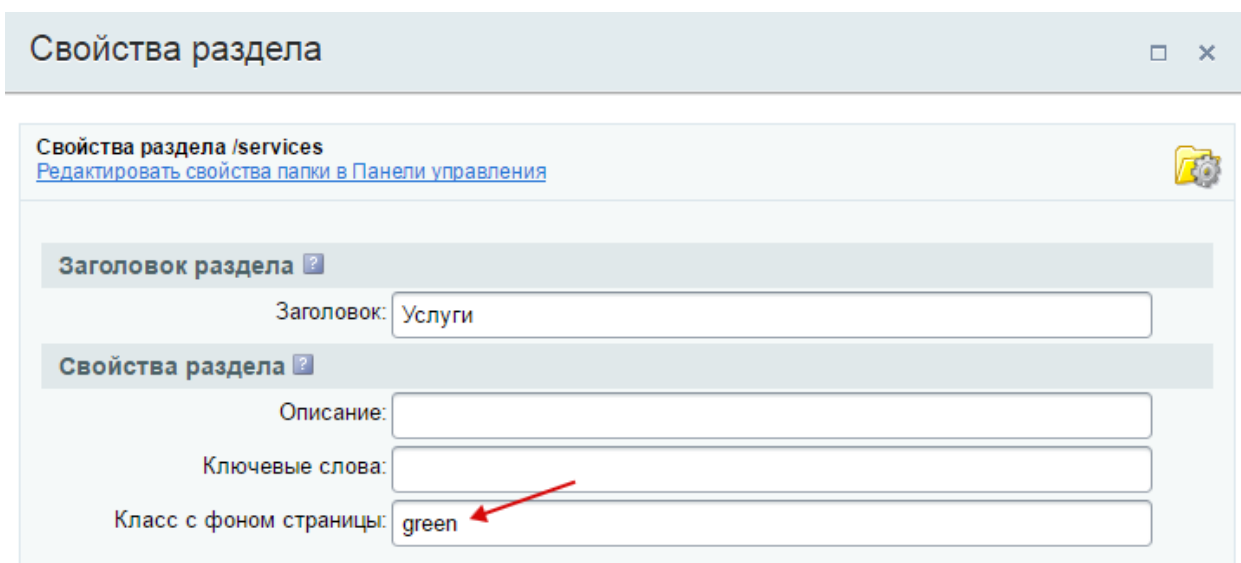 Свойства раздела
Свойства раздела /services
Редактировать свойства папки в Панели управления
Заголовок раздела ?
Заголовок: Услуги
Свойства раздела ?
Описание:
Ключевые слова:
Класс с фоном страницы: green